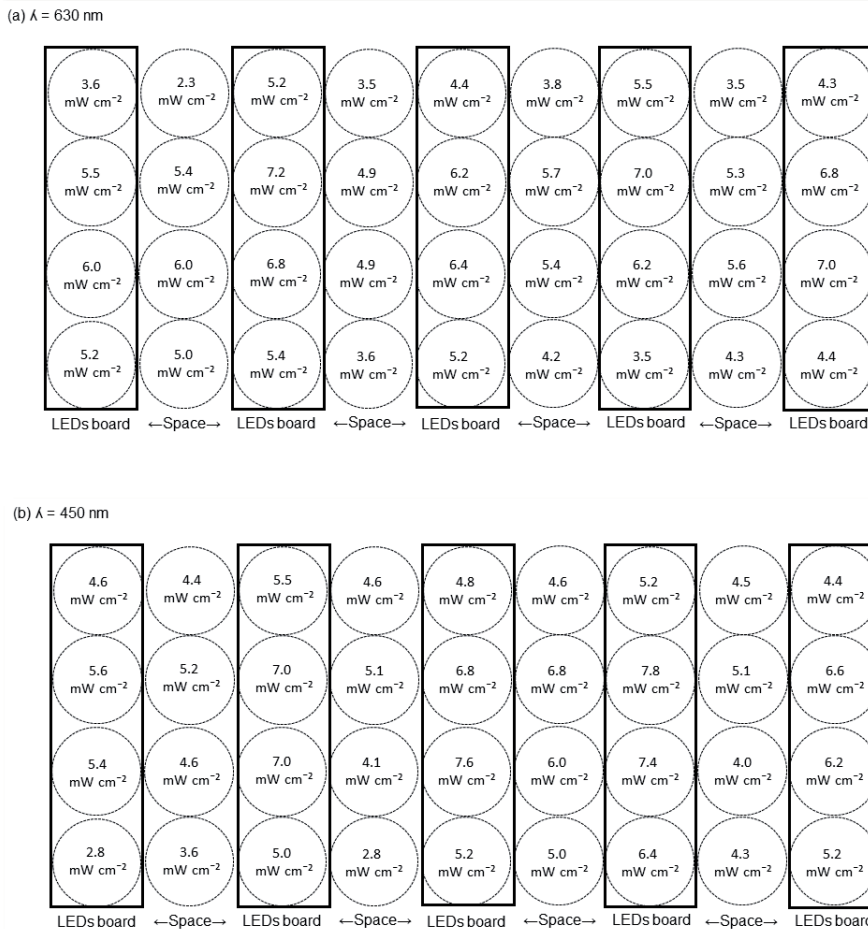 (a) ʎ = 630 nm
3.6 2.3 5.2 3.5 4.4 3.8 5.5 3.5 4.3
mW cm⁻² mW cm⁻² mW cm⁻² mW cm⁻² mW cm⁻² mW cm⁻² mW cm⁻² mW cm⁻² mW cm⁻²
5.5 5.4 7.2 4.9 6.2 5.7 7.0 5.3 6.8
mW cm⁻² mW cm⁻² mW cm⁻² mW cm⁻² mW cm⁻² mW cm⁻² mW cm⁻² mW cm⁻² mW cm⁻²
6.0 6.0 6.8 4.9 6.4 5.4 6.2 5.6 7.0
mW cm⁻² mW cm⁻² mW cm⁻² mW cm⁻² mW cm⁻² mW cm⁻² mW cm⁻² mW cm⁻² mW cm⁻²
5.2 5.0 5.4 3.6 5.2 4.2 3.5 4.3 4.4
mW cm⁻² mW cm⁻² mW cm⁻² mW cm⁻² mW cm⁻² mW cm⁻² mW cm⁻² mW cm⁻² mW cm⁻²
LEDs board ←Space→ LEDs board ←Space→ LEDs board ←Space→ LEDs board ←Space→ LEDs board
(b) ʎ = 450 nm
4.6 4.4 5.5 4.6 4.8 4.6 5.2 4.5 4.4
mW cm⁻² mW cm⁻² mW cm⁻² mW cm⁻² mW cm⁻² mW cm⁻² mW cm⁻² mW cm⁻² mW cm⁻²
5.6 5.2 7.0 5.1 6.8 6.8 7.8 5.1 6.6
mW cm⁻² mW cm⁻² mW cm⁻² mW cm⁻² mW cm⁻² mW cm⁻² mW cm⁻² mW cm⁻² mW cm⁻²
5.4 4.6 7.0 4.1 7.6 6.0 7.4 4.0 6.2
mW cm⁻² mW cm⁻² mW cm⁻² mW cm⁻² mW cm⁻² mW cm⁻² mW cm⁻² mW cm⁻² mW cm⁻²
2.8 3.6 5.0 2.8 5.2 5.0 6.4 4.3 5.2
mW cm⁻² mW cm⁻² mW cm⁻² mW cm⁻² mW cm⁻² mW cm⁻² mW cm⁻² mW cm⁻² mW cm⁻²
LEDs board ←Space→ LEDs board ←Space→ LEDs board ←Space→ LEDs board ←Space→ LEDs board